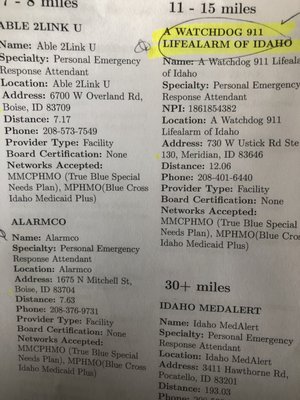 7 - 8 miles
ABLE 2LINK U
Name: Able 2Link U
Specialty: Personal Emergency
Response Attendant
Location: Able 2Link U
Address: 6700 W Overland Rd,
Boise, ID 83709
Distance: 7.17
Phone: 208-573-7549
Provider Type: Facility
Board Certification: None
Networks Accepted:
MMCPHMO (True Blue Special
Needs Plan), MPHMO(Blue Cross
Idaho Medicaid Plus)
ALARMCO
Name: Alarmco
Specialty: Personal Emergency
Response Attendant
Location: Alarmco
Address: 1675 N Mitchell St,
Boise, ID 83704
Distance: 7.63
Phone: 208-376-9731
Provider Type: Facility
Board Certification: None
Networks Accepted:
MMCPHMO (True Blue Special
Needs Plan), MPHMO(Blue Cross
Idaho Medicaid Plus)
11 - 15 miles
A WATCHDOG 911
LIFEALARM OF IDAHO
Name: A Watchdog 911 Lifeala
of Idaho
Specialty: Personal Emergency
Response Attendant
NPI: 1861854382
Location: A Watchdog 911
Lifealarm of Idaho
Address: 730 W Ustick Rd Ste
130, Meridian, ID 83646
Distance: 12.06
Phone: 208-401-6440
Provider Type: Facility
Board Certification: None
Networks Accepted:
MMCPHMO (True Blue Special
Needs Plan), MPHMO(Blue Cross
Idaho Medicaid Plus)
30+ miles
IDAHO MEDALERT
Name: Idaho MedAlert
Specialty: Personal Emergency
Response Attendant
Location: Idaho MedAlert
Address: 3411 Hawthorne Rd,
Pocatello, ID 83201
Distance: 193.03